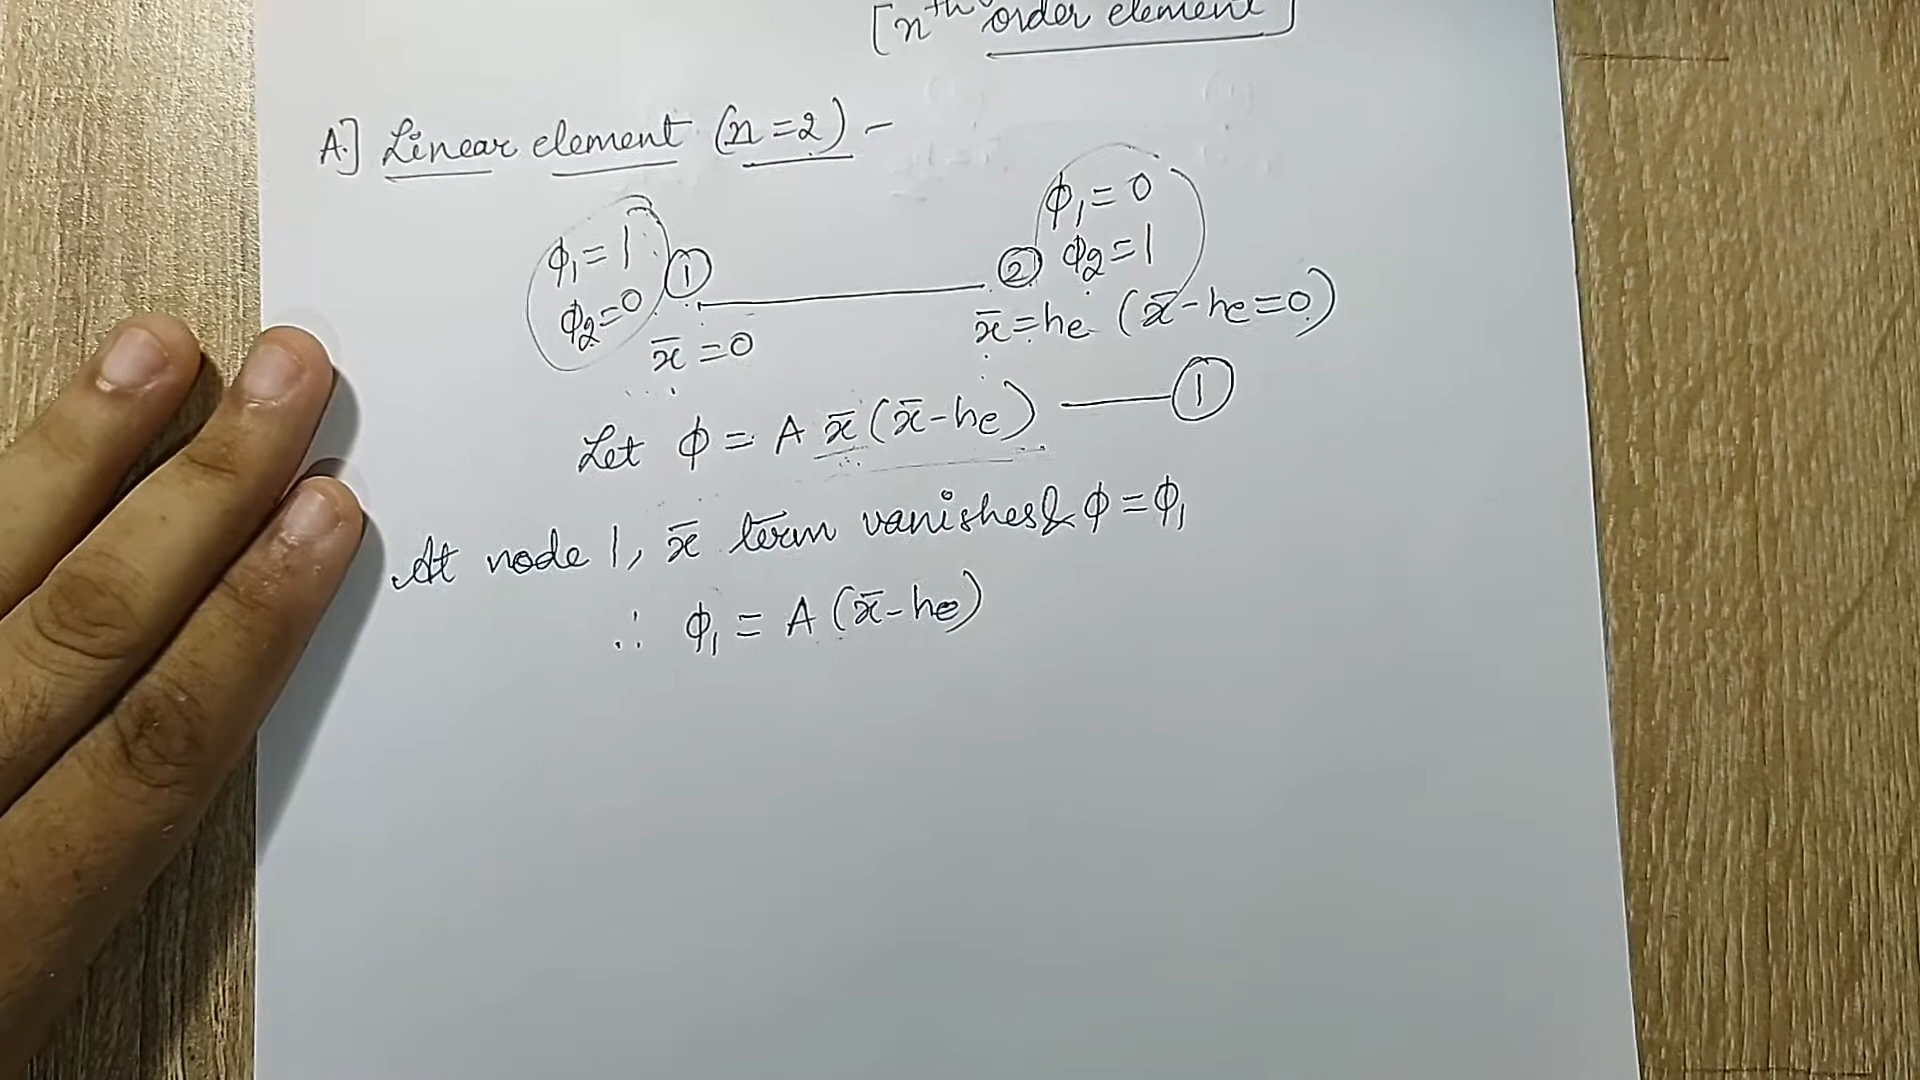 [nth order element]
A.] Linear element (n=2) -
ϕ₁=1
ϕ₂=0
①
x̄=0
ϕ₁=0
② ϕ₂=1
x̄=he (x̄-he=0)
Let ϕ = A x̄(x̄-he) — ①
At node 1, x̄ term vanishes & ϕ=ϕ₁
∴ ϕ₁ = A(x̄-he)